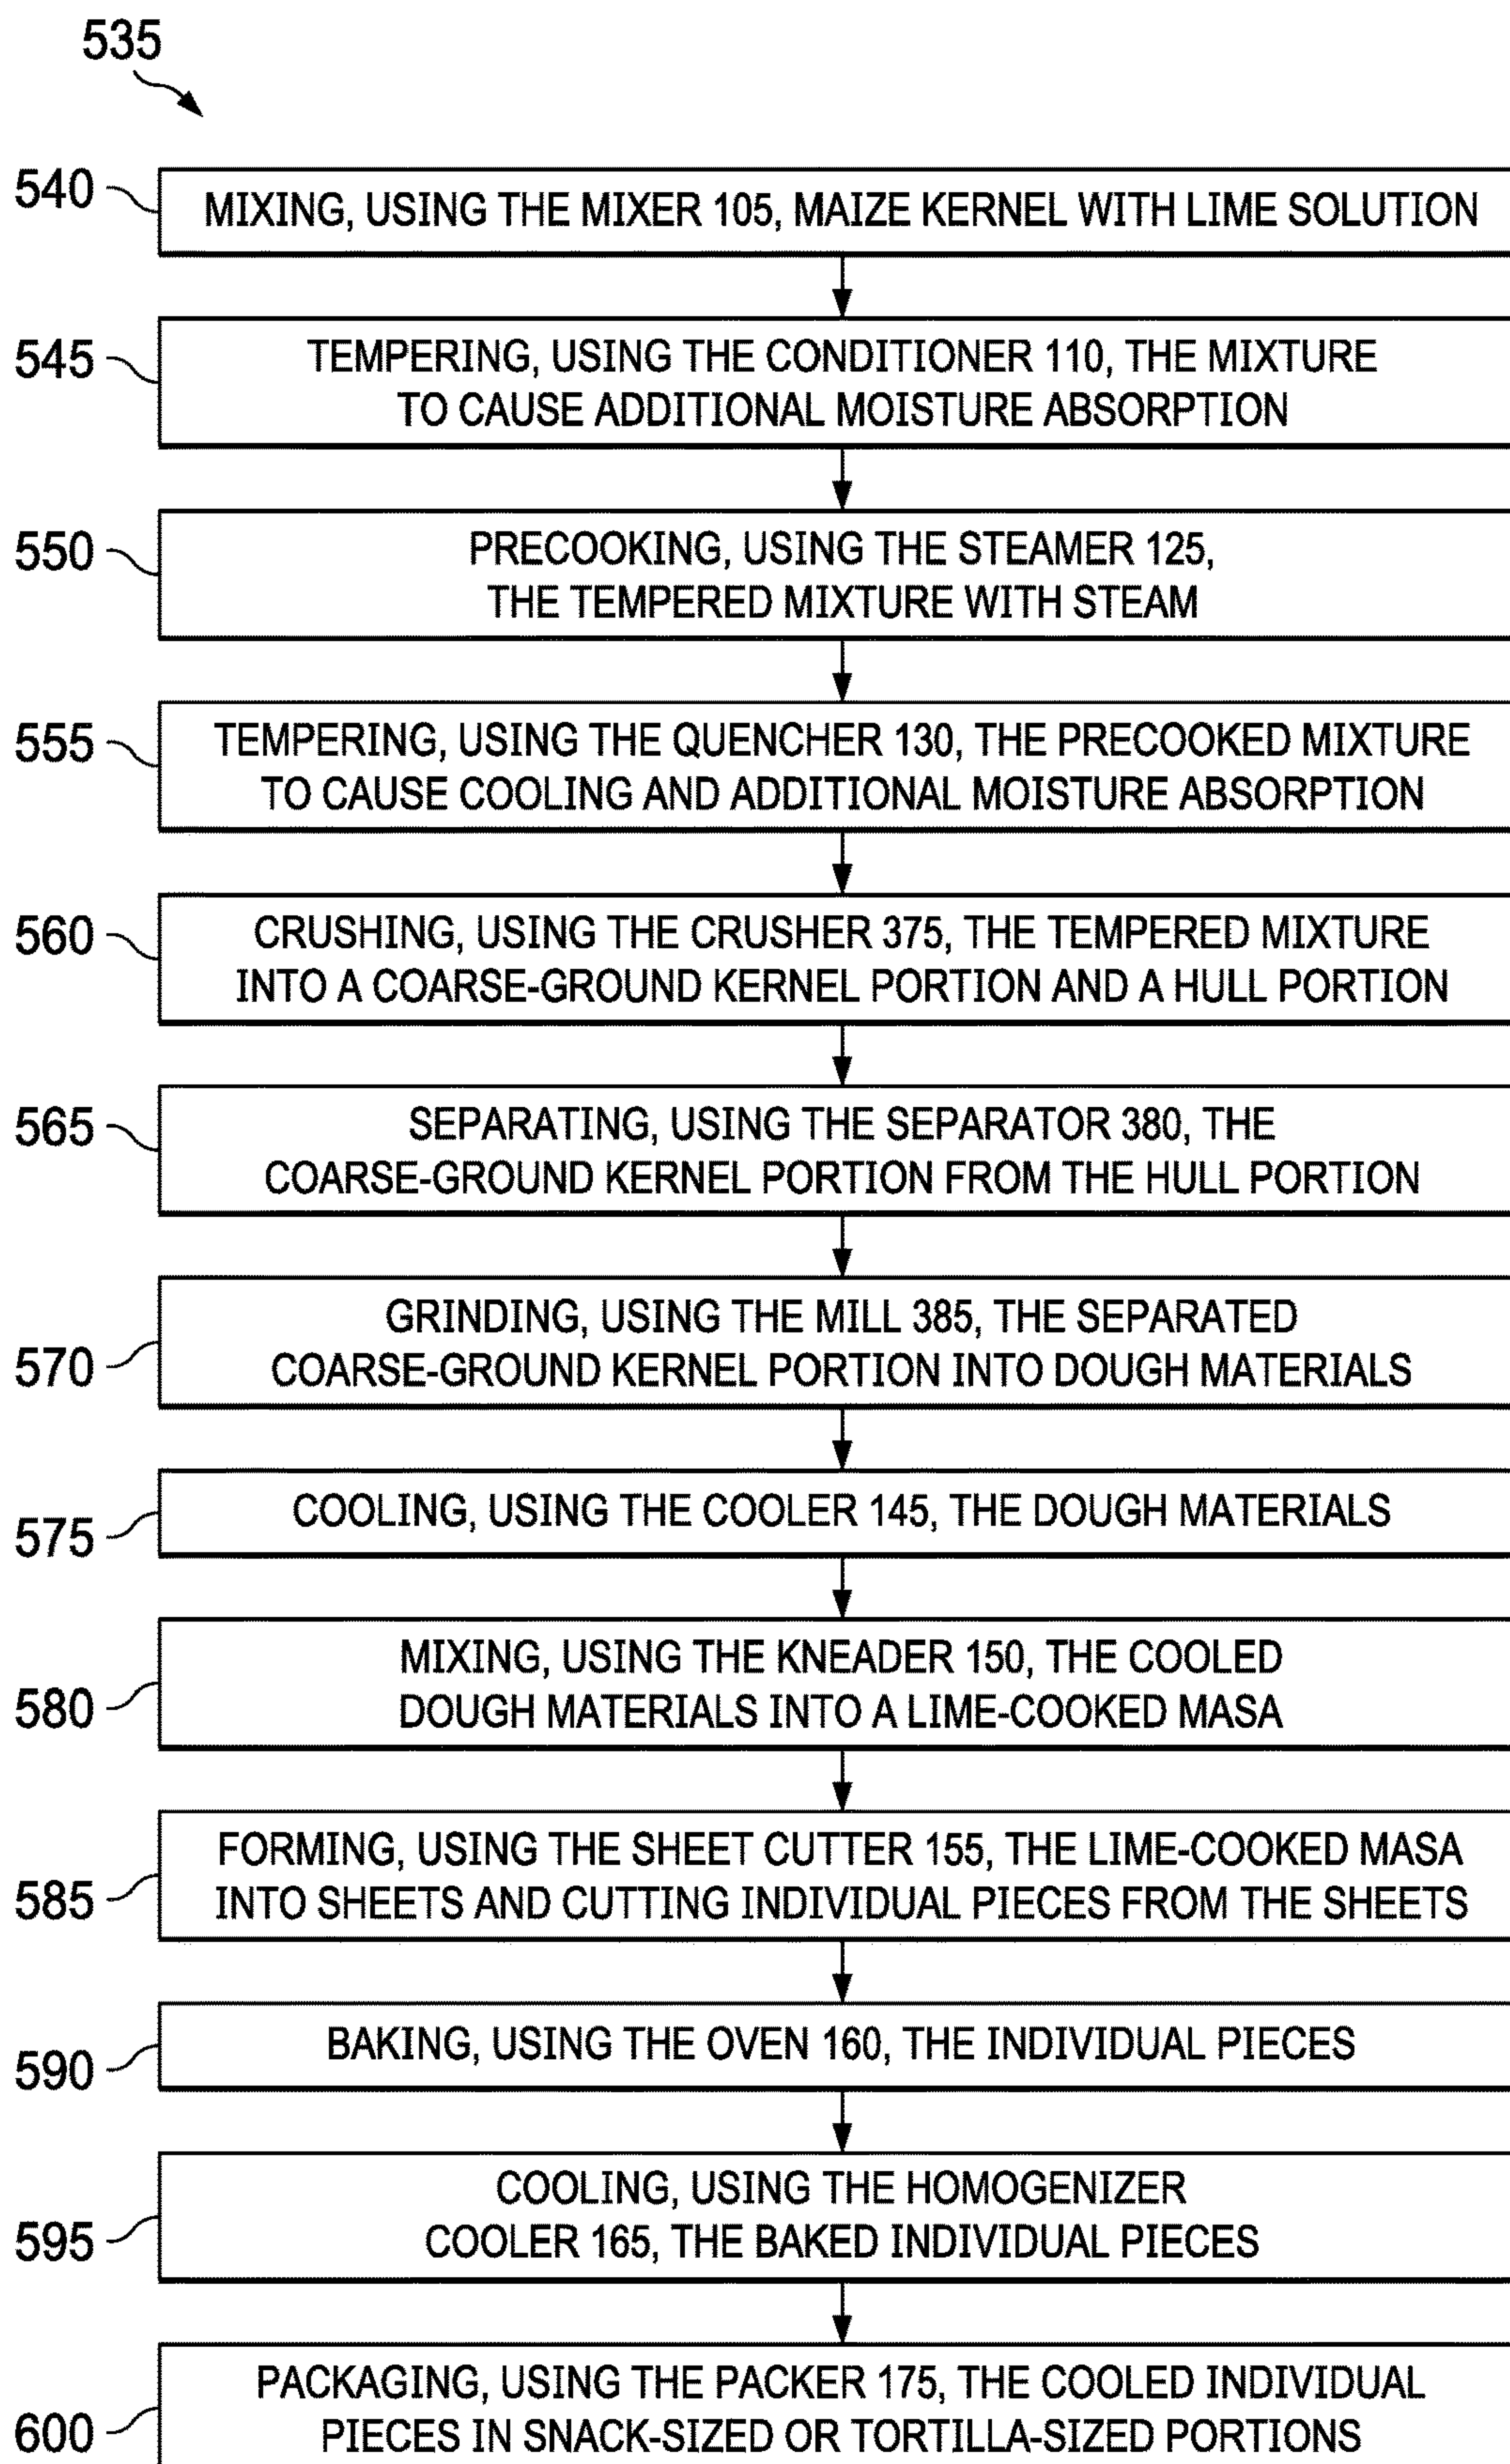 535
540
MIXING, USING THE MIXER 105, MAIZE KERNEL WITH LIME SOLUTION
545
TEMPERING, USING THE CONDITIONER 110, THE MIXTURE
TO CAUSE ADDITIONAL MOISTURE ABSORPTION
550
PRECOOKING, USING THE STEAMER 125,
THE TEMPERED MIXTURE WITH STEAM
555
TEMPERING, USING THE QUENCHER 130, THE PRECOOKED MIXTURE
TO CAUSE COOLING AND ADDITIONAL MOISTURE ABSORPTION
560
CRUSHING, USING THE CRUSHER 375, THE TEMPERED MIXTURE
INTO A COARSE-GROUND KERNEL PORTION AND A HULL PORTION
565
SEPARATING, USING THE SEPARATOR 380, THE
COARSE-GROUND KERNEL PORTION FROM THE HULL PORTION
570
GRINDING, USING THE MILL 385, THE SEPARATED
COARSE-GROUND KERNEL PORTION INTO DOUGH MATERIALS
575
COOLING, USING THE COOLER 145, THE DOUGH MATERIALS
580
MIXING, USING THE KNEADER 150, THE COOLED
DOUGH MATERIALS INTO A LIME-COOKED MASA
585
FORMING, USING THE SHEET CUTTER 155, THE LIME-COOKED MASA
INTO SHEETS AND CUTTING INDIVIDUAL PIECES FROM THE SHEETS
590
BAKING, USING THE OVEN 160, THE INDIVIDUAL PIECES
595
COOLING, USING THE HOMOGENIZER
COOLER 165, THE BAKED INDIVIDUAL PIECES
600
PACKAGING, USING THE PACKER 175, THE COOLED INDIVIDUAL
PIECES IN SNACK-SIZED OR TORTILLA-SIZED PORTIONS